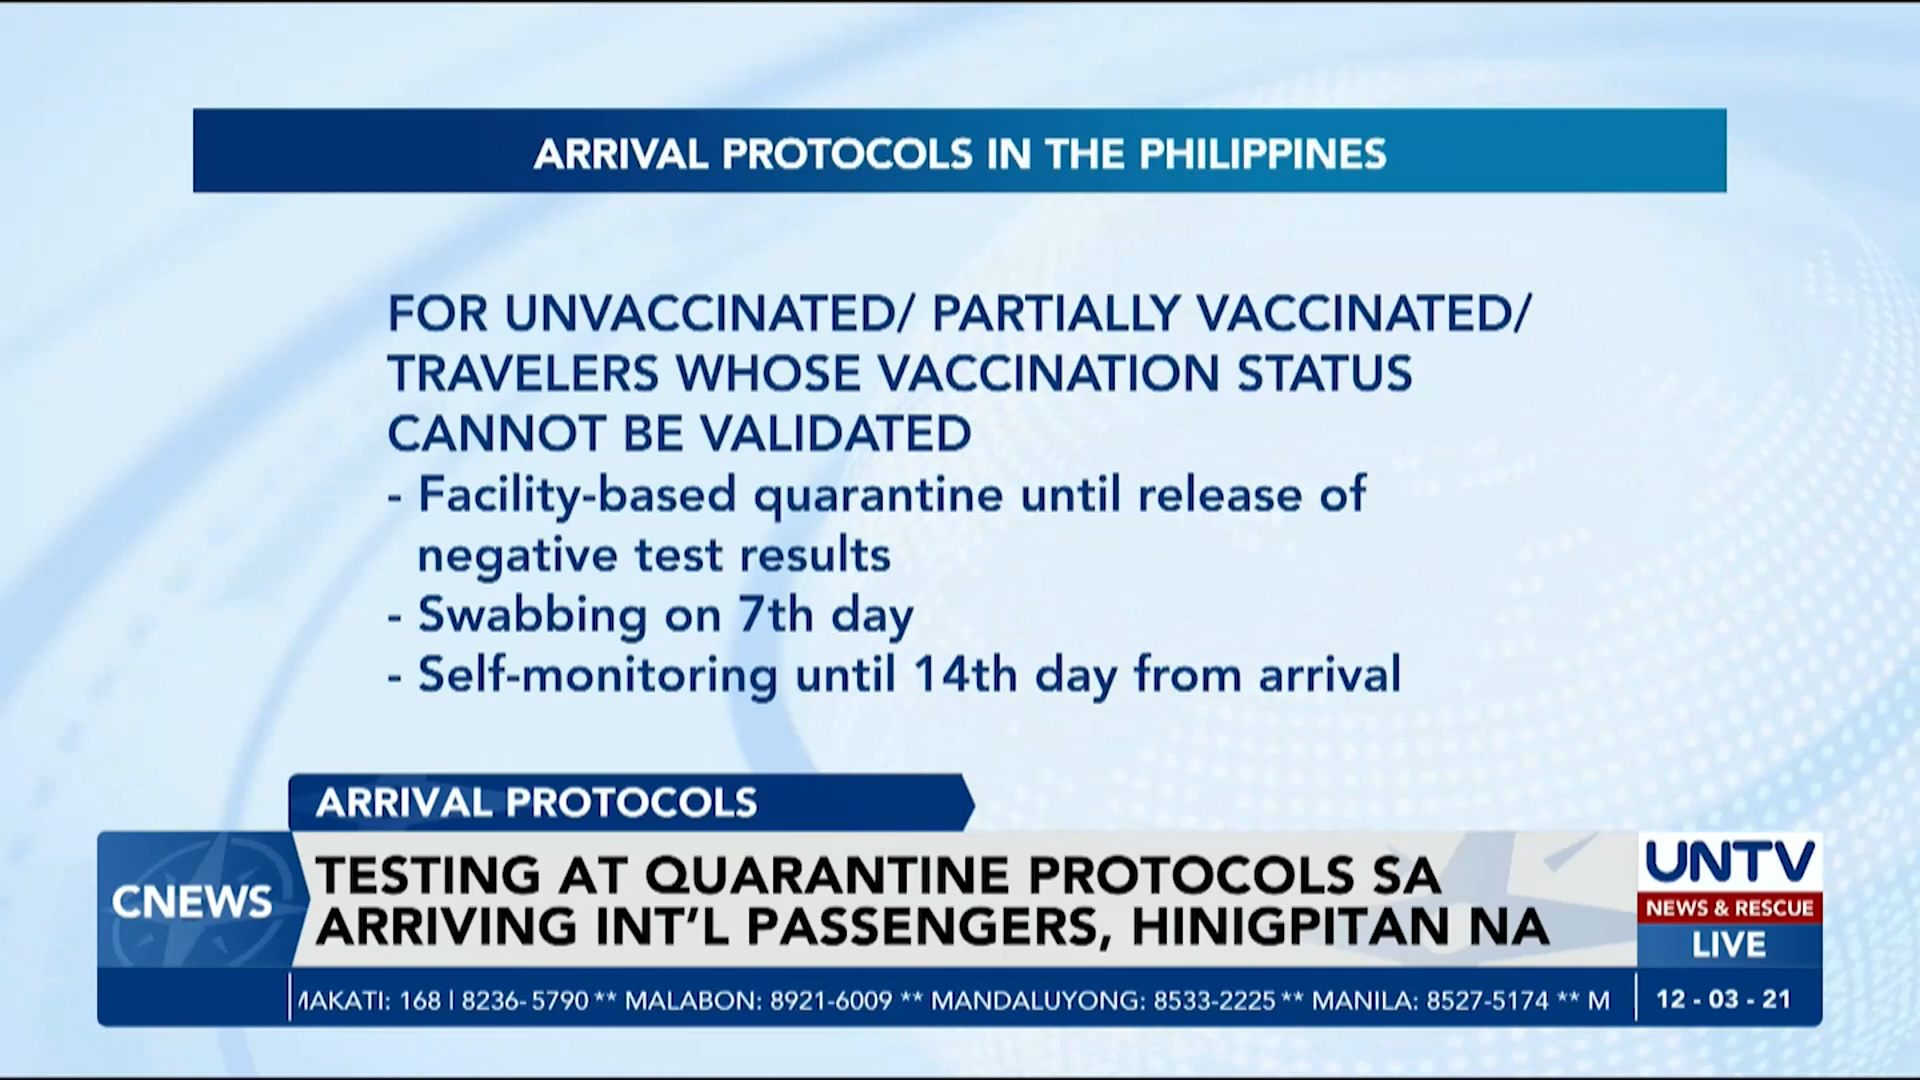 ARRIVAL PROTOCOLS IN THE PHILIPPINES
FOR UNVACCINATED/ PARTIALLY VACCINATED/
TRAVELERS WHOSE VACCINATION STATUS
CANNOT BE VALIDATED
- Facility-based quarantine until release of
negative test results
- Swabbing on 7th day
- Self-monitoring until 14th day from arrival
ARRIVAL PROTOCOLS
CNEWS
TESTING AT QUARANTINE PROTOCOLS SA
ARRIVING INT'L PASSENGERS, HINIGPITAN NA
UNTV
NEWS & RESCUE
LIVE
MAKATI: 168 | 8236-5790 ** MALABON: 8921-6009 ** MANDALUYONG: 8533-2225 ** MANILA: 8527-5174 ** M
12 - 03 - 21